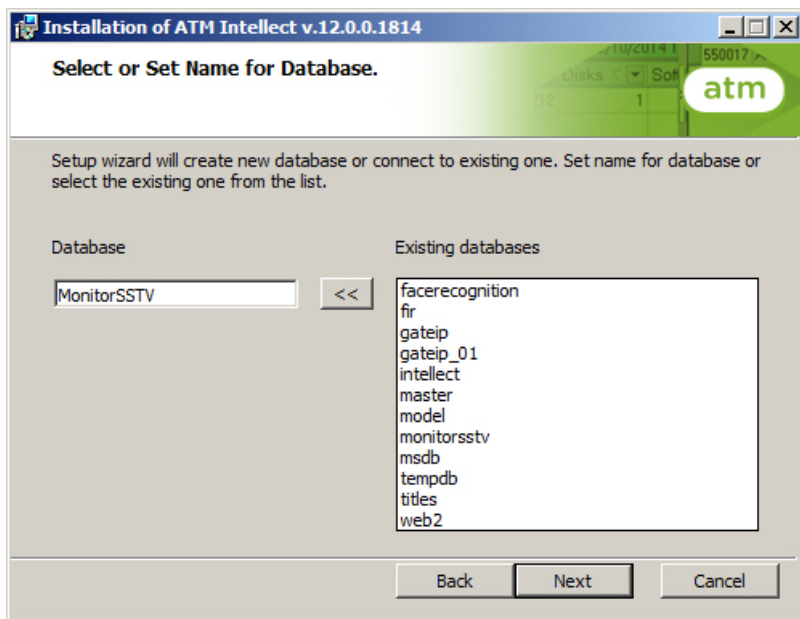 Installation of ATM Intellect v.12.0.0.1814
Select or Set Name for Database.
550017
Disks
1
atm
Setup wizard will create new database or connect to existing one. Set name for database or
select the existing one from the list.
Database
Existing databases
MonitorSSTV
<<
facerecognition
fir
gateip
gateip_01
intellect
master
model
monitorsstv
msdb
tempdb
titles
web2
Back
Next
Cancel